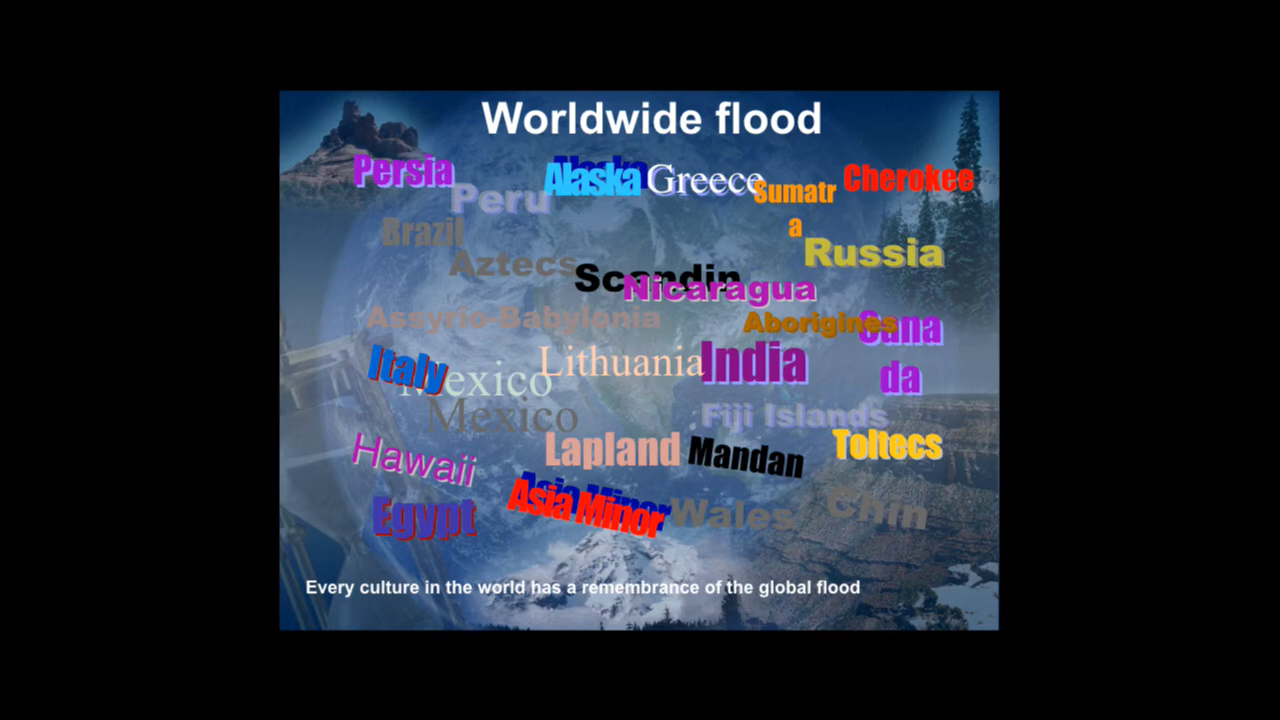 Worldwide flood
Persia
Alaska
Greece
Cherokee
Peru
Sumatr
a
Brazil
Russia
Aztecs
Scandin
Nicaragua
Assyrio-Babylonia
Aborigines
Cana
da
Italy
Lithuania
India
Mexico
Mexico
Fiji Islands
Hawaii
Lapland
Mandan
Toltecs
Egypt
Asia Minor
Wales
Chin
Every culture in the world has a remembrance of the global flood